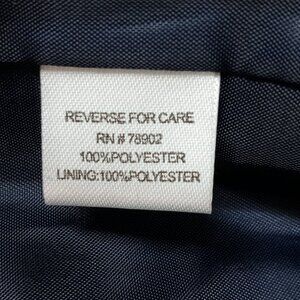 REVERSE FOR CARE
RN # 78902
100%POLYESTER
LINING:100%POLYESTER